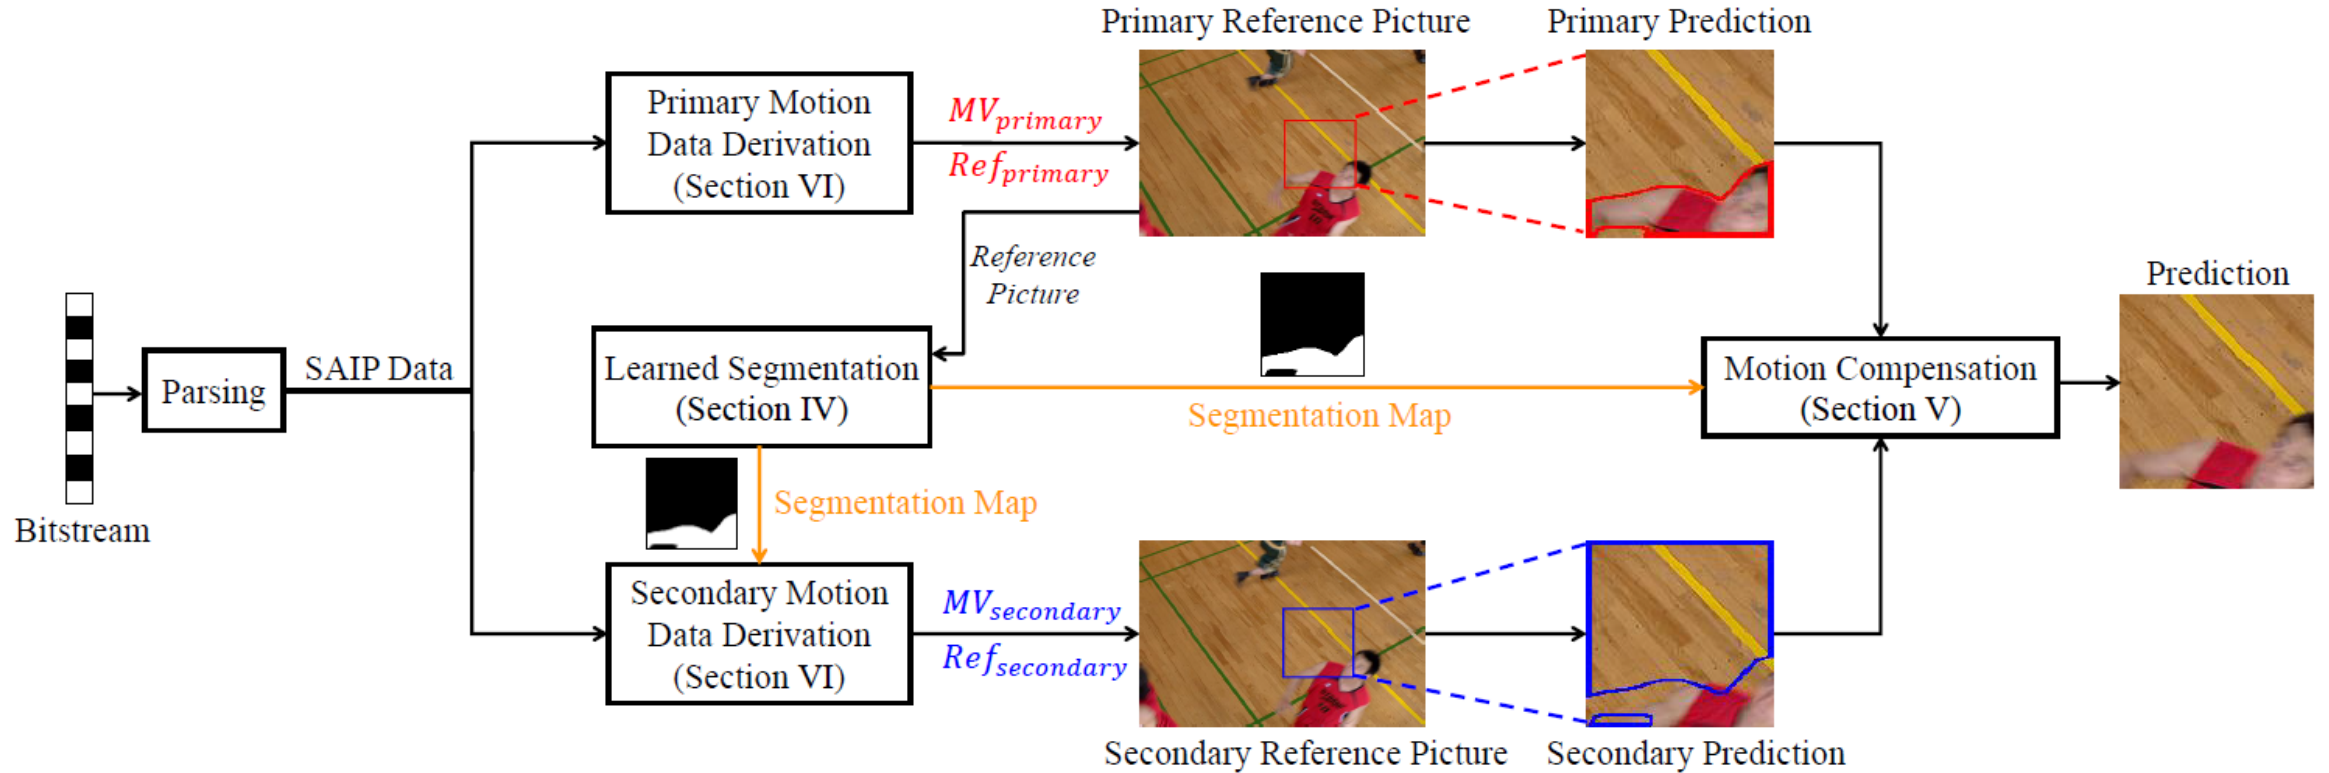 Primary Reference Picture
Primary Prediction
Primary Motion
Data Derivation
(Section VI)
MVprimary
Refprimary
Reference
Picture
Prediction
Bitstream
Parsing
SAIP Data
Learned Segmentation
(Section IV)
Segmentation Map
Motion Compensation
(Section V)
Segmentation Map
Secondary Motion
Data Derivation
(Section VI)
MVsecondary
Refsecondary
Secondary Reference Picture
Secondary Prediction